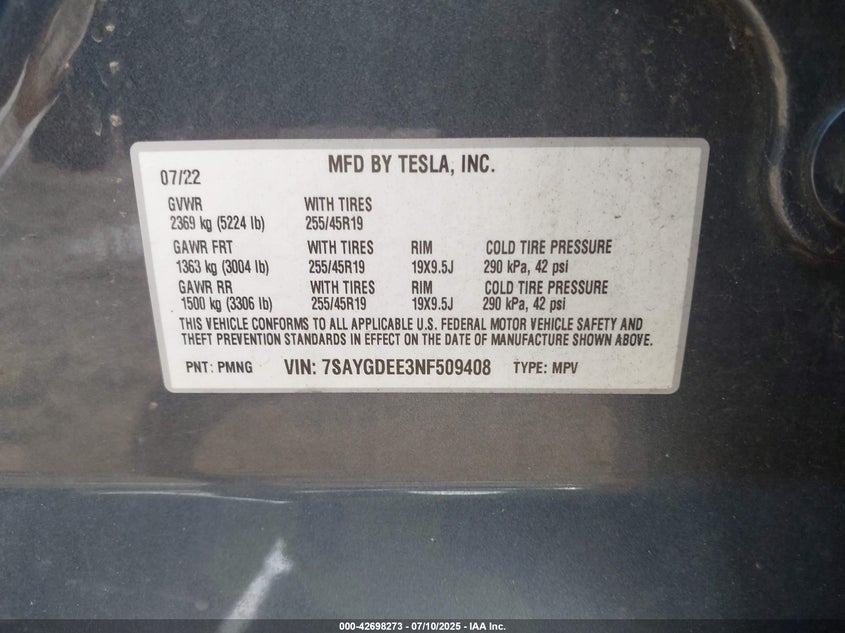 MFD BY TESLA, INC.
07/22
GVWR WITH TIRES
2369 kg (5224 lb) 255/45R19
GAWR FRT WITH TIRES RIM COLD TIRE PRESSURE
1363 kg (3004 lb) 255/45R19 19X9.5J 290 kPa, 42 psi
GAWR RR WITH TIRES RIM COLD TIRE PRESSURE
1500 kg (3306 lb) 255/45R19 19X9.5J 290 kPa, 42 psi
THIS VEHICLE CONFORMS TO ALL APPLICABLE U.S. FEDERAL MOTOR VEHICLE SAFETY AND
THEFT PREVENTION STANDARDS IN EFFECT ON THE DATE OF MANUFACTURE SHOWN ABOVE.
PNT: PMNG VIN: 7SAYGDEE3NF509408 TYPE: MPV
000-42698273 - 07/10/2025 - IAA Inc.